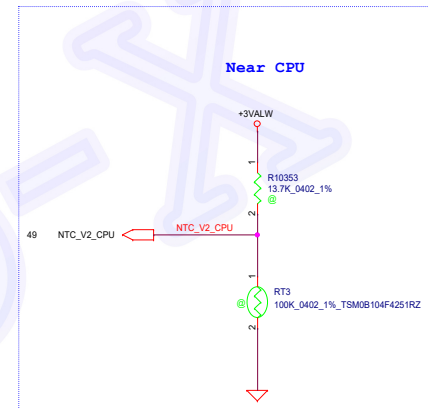 Near CPU
+3VALW
1
R10353
13.7K_0402_1%
@
2
49 NTC_V2_CPU NTC_V2_CPU
1
RT3
@ 100K_0402_1%_TSM0B104F4251RZ
2